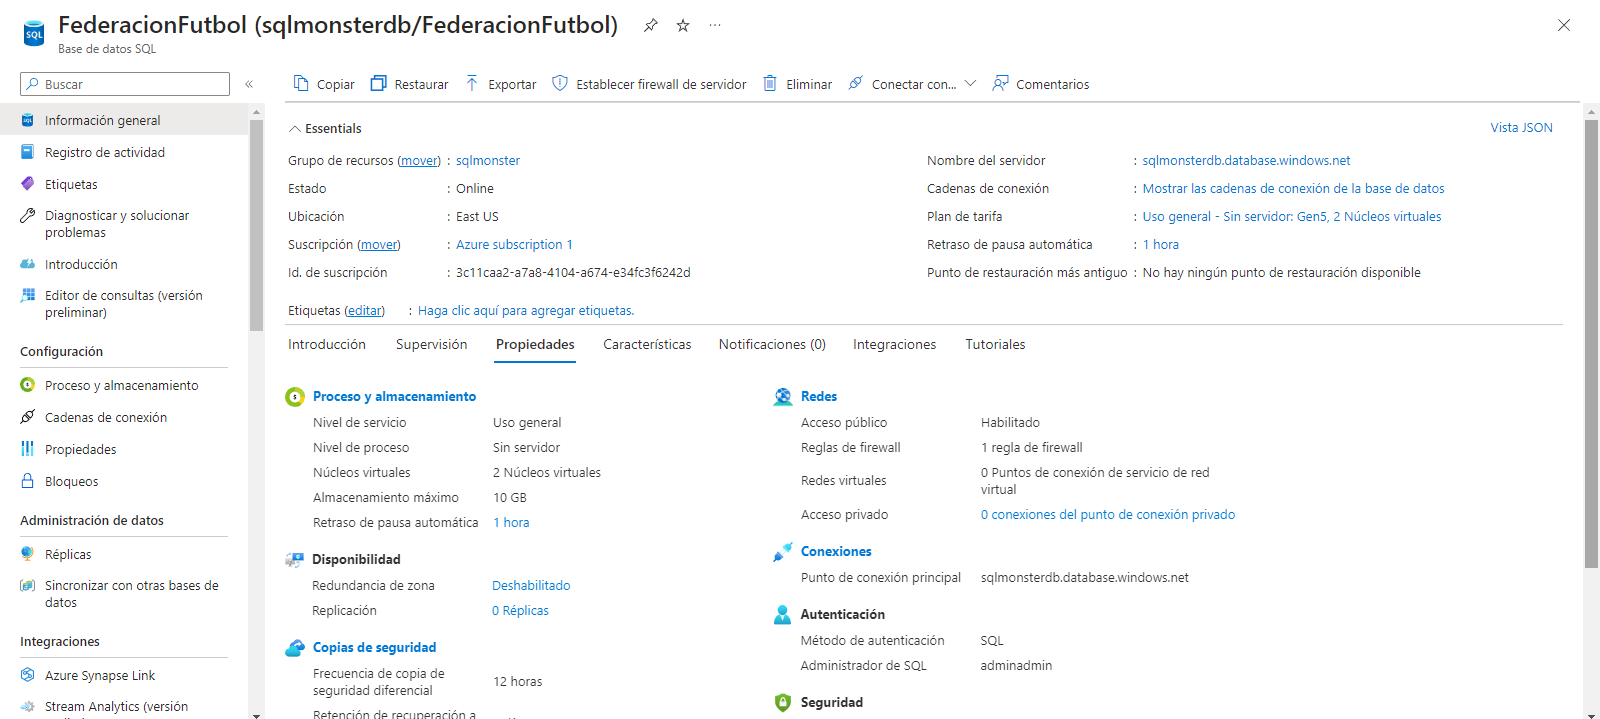 FederacionFutbol (sqlmonsterdb/FederacionFutbol)
SQL
Base de datos SQL
Buscar
Copiar
Restaurar
Exportar
Establecer firewall de servidor
Eliminar
Conectar con...
Comentarios
Información general
Registro de actividad
Etiquetas
Diagnosticar y solucionar
problemas
Introducción
Editor de consultas (versión
preliminar)
Configuración
Proceso y almacenamiento
Cadenas de conexión
Propiedades
Bloqueos
Administración de datos
Réplicas
Sincronizar con otras bases de
datos
Integraciones
Azure Synapse Link
Stream Analytics (versión
Essentials
Vista JSON
Grupo de recursos (mover) : sqlmonster
Estado : Online
Ubicación : East US
Suscripción (mover) : Azure subscription 1
Id. de suscripción : 3c11caa2-a7a8-4104-a674-e34fc3f6242d
Nombre del servidor : sqlmonsterdb.database.windows.net
Cadenas de conexión : Mostrar las cadenas de conexión de la base de datos
Plan de tarifa : Uso general - Sin servidor: Gen5, 2 Núcleos virtuales
Retraso de pausa automática : 1 hora
Punto de restauración más antiguo : No hay ningún punto de restauración disponible
Etiquetas (editar) : Haga clic aquí para agregar etiquetas.
Introducción
Supervisión
Propiedades
Características
Notificaciones (0)
Integraciones
Tutoriales
Proceso y almacenamiento
Nivel de servicio Uso general
Nivel de proceso Sin servidor
Núcleos virtuales 2 Núcleos virtuales
Almacenamiento máximo 10 GB
Retraso de pausa automática 1 hora
Disponibilidad
Redundancia de zona Deshabilitado
Replicación 0 Réplicas
Copias de seguridad
Frecuencia de copia de
seguridad diferencial 12 horas
Retención de recuperación a
Redes
Acceso público Habilitado
Reglas de firewall 1 regla de firewall
Redes virtuales 0 Puntos de conexión de servicio de red
virtual
Acceso privado 0 conexiones del punto de conexión privado
Conexiones
Punto de conexión principal sqlmonsterdb.database.windows.net
Autenticación
Método de autenticación SQL
Administrador de SQL adminadmin
Seguridad